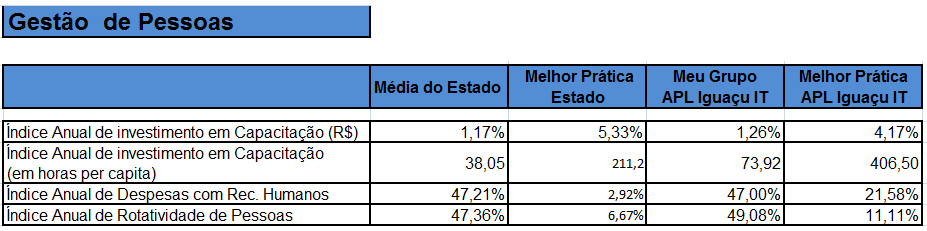 Gestão de Pessoas
Média do Estado Melhor Prática Estado Meu Grupo APL Iguaçu IT Melhor Prática APL Iguaçu IT
Índice Anual de investimento em Capacitação (R$) 1,17% 5,33% 1,26% 4,17%
Índice Anual de investimento em Capacitação
(em horas per capita) 38,05 211,2 73,92 406,50
Índice Anual de Despesas com Rec. Humanos 47,21% 2,92% 47,00% 21,58%
Índice Anual de Rotatividade de Pessoas 47,36% 6,67% 49,08% 11,11%